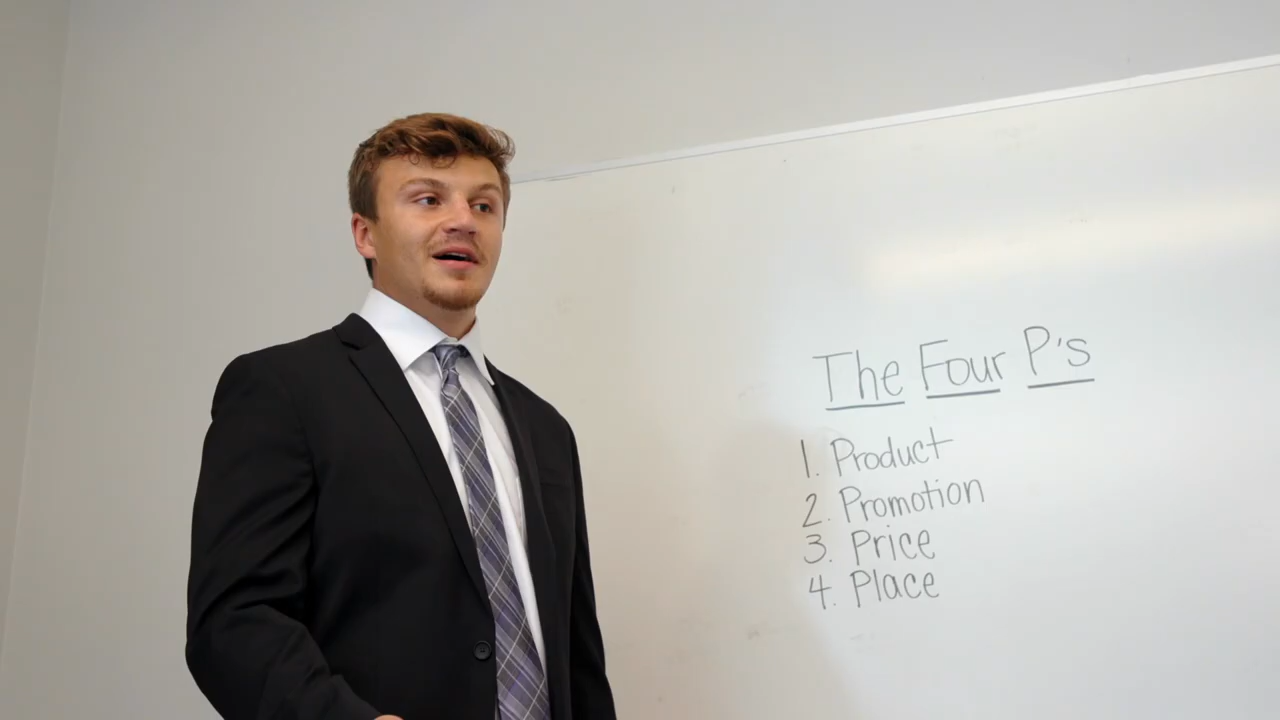 The Four P's
1. Product
2. Promotion
3. Price
4. Place